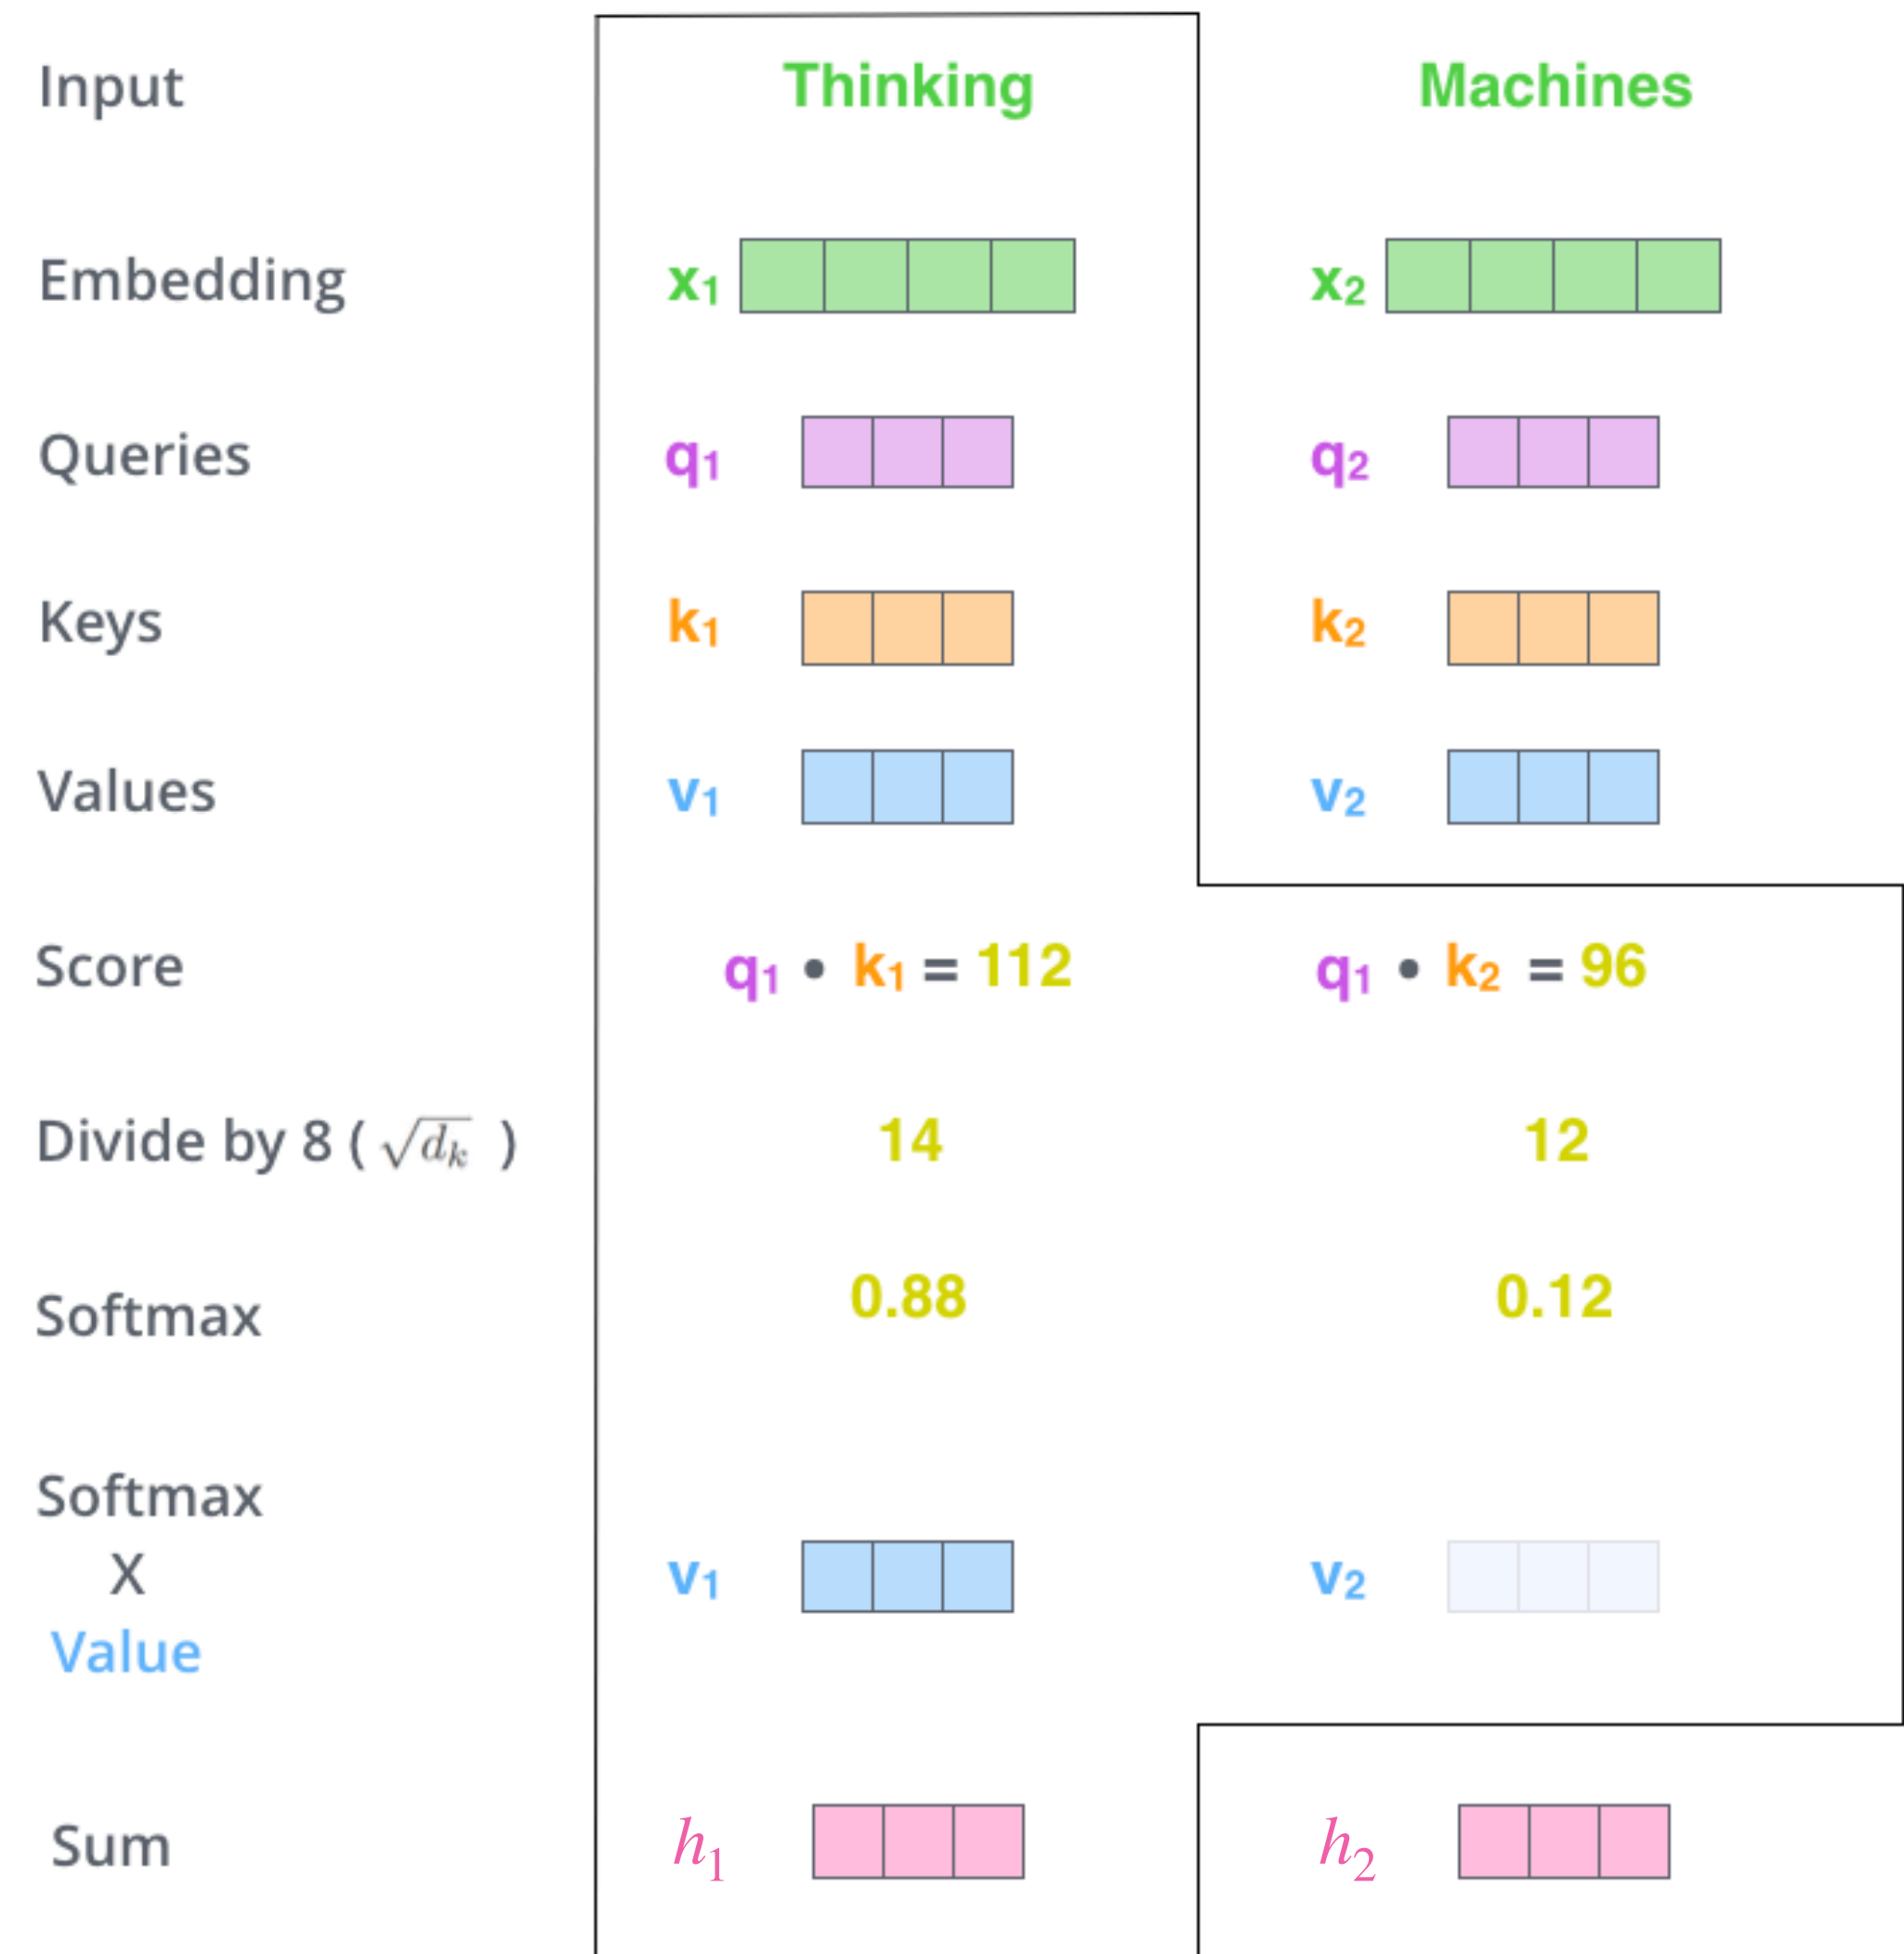 Input Thinking Machines
Embedding x1 x2
Queries q1 q2
Keys k1 k2
Values v1 v2
Score q1 • k1 = 112 q1 • k2 = 96
Divide by 8 ( √dk ) 14 12
Softmax 0.88 0.12
Softmax
X
v1 v2
Value
Sum h1 h2